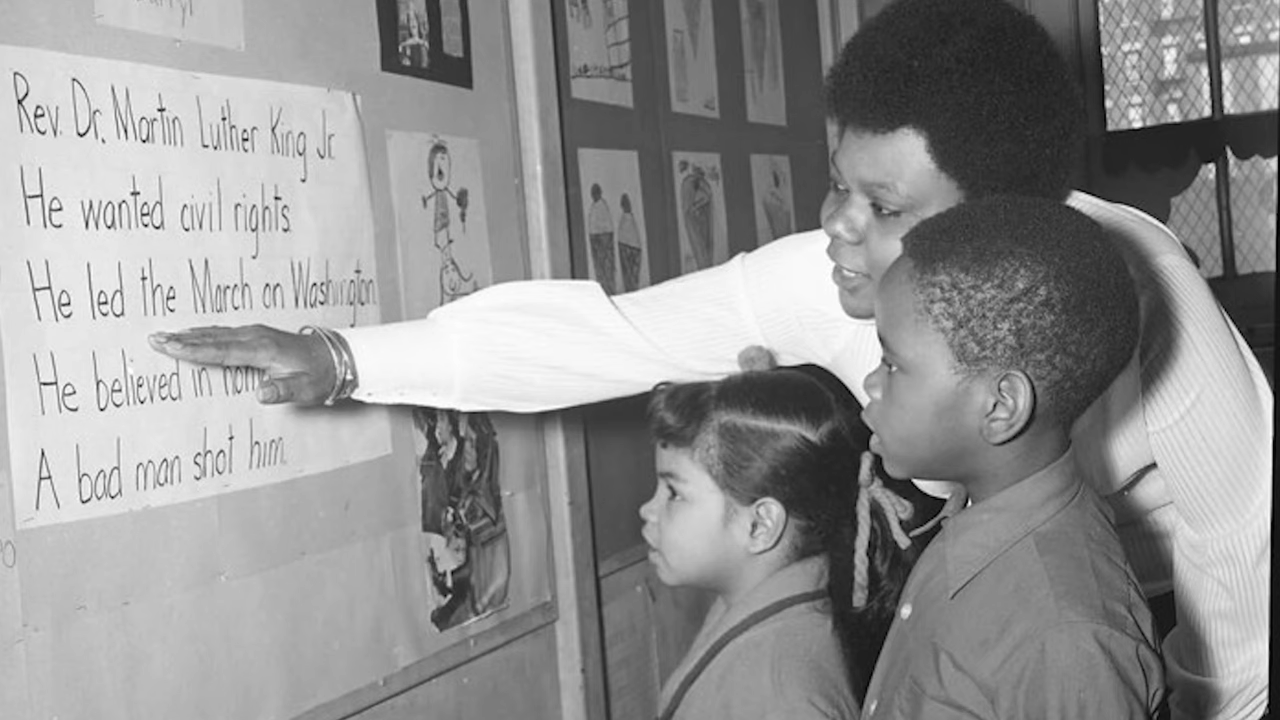 Rev. Dr. Martin Luther King Jr.
He wanted civil rights.
He led the March on Washington.
He believed in
A bad man shot him.